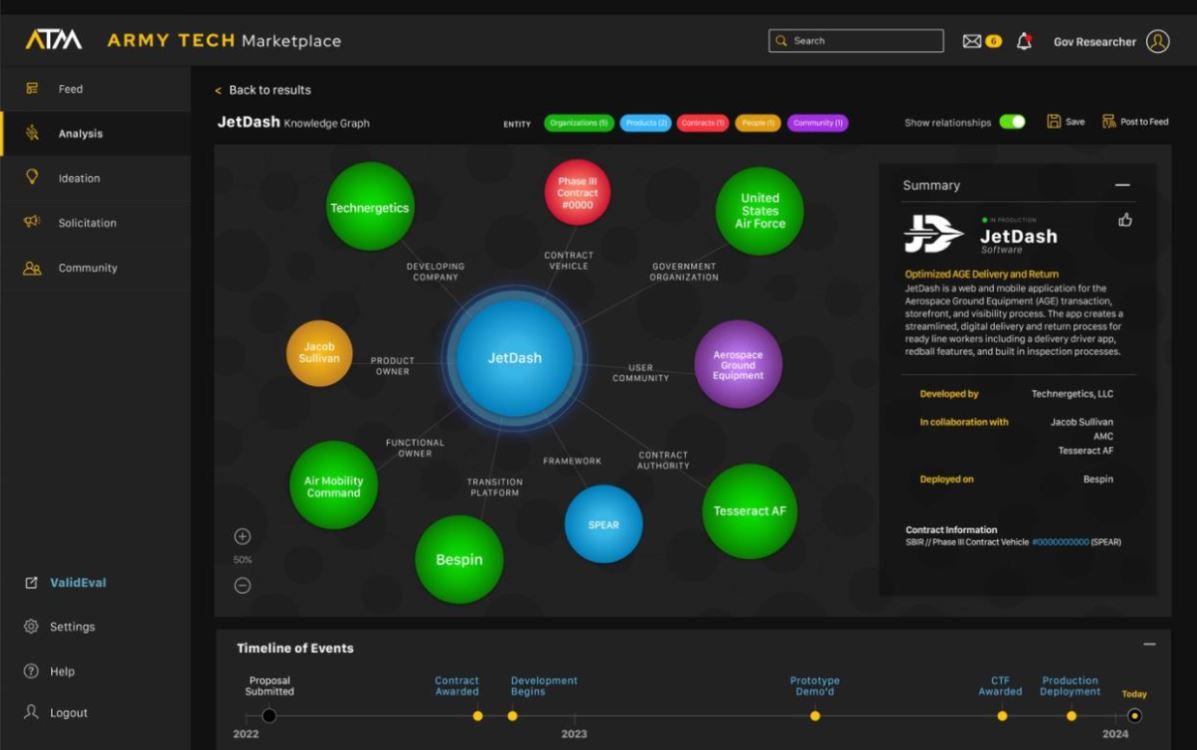 ATM ARMY TECH Marketplace
Search
6
Gov Researcher
Feed
Analysis
Ideation
Solicitation
Community
ValidEval
Settings
Help
Logout
< Back to results
JetDash Knowledge Graph
ENTITY
Organizations (5)
Products (2)
Contracts (1)
People (1)
Community (1)
Show relationships
Save
Post to Feed
Technergetics
Phase III
Contract
#0000
United
States
Air Force
DEVELOPING
COMPANY
CONTRACT
VEHICLE
GOVERNMENT
ORGANIZATION
Jacob
Sullivan
PRODUCT
OWNER
JetDash
USER
COMMUNITY
Aerospace
Ground
Equipment
FUNCTIONAL
OWNER
FRAMEWORK
CONTRACT
AUTHORITY
Air Mobility
Command
TRANSITION
PLATFORM
Bespin
SPEAR
Tesseract AF
50%
Summary
JD
IN PRODUCTION
JetDash
Software
Optimized AGE Delivery and Return
JetDash is a web and mobile application for the
Aerospace Ground Equipment (AGE) transaction,
storefront, and visibility process. The app creates a
streamlined, digital delivery and return process for
ready line workers including a delivery driver app,
redball features, and built in inspection processes.
Developed by Technergetics, LLC
In collaboration with Jacob Sullivan
AMC
Tesseract AF
Deployed on Bespin
Contract Information
SBIR // Phase III Contract Vehicle #0000000000 (SPEAR)
Timeline of Events
Proposal
Submitted
Contract
Awarded
Development
Begins
Prototype
Demo'd
CTF
Awarded
Production
Deployment
Today
2022
2023
2024